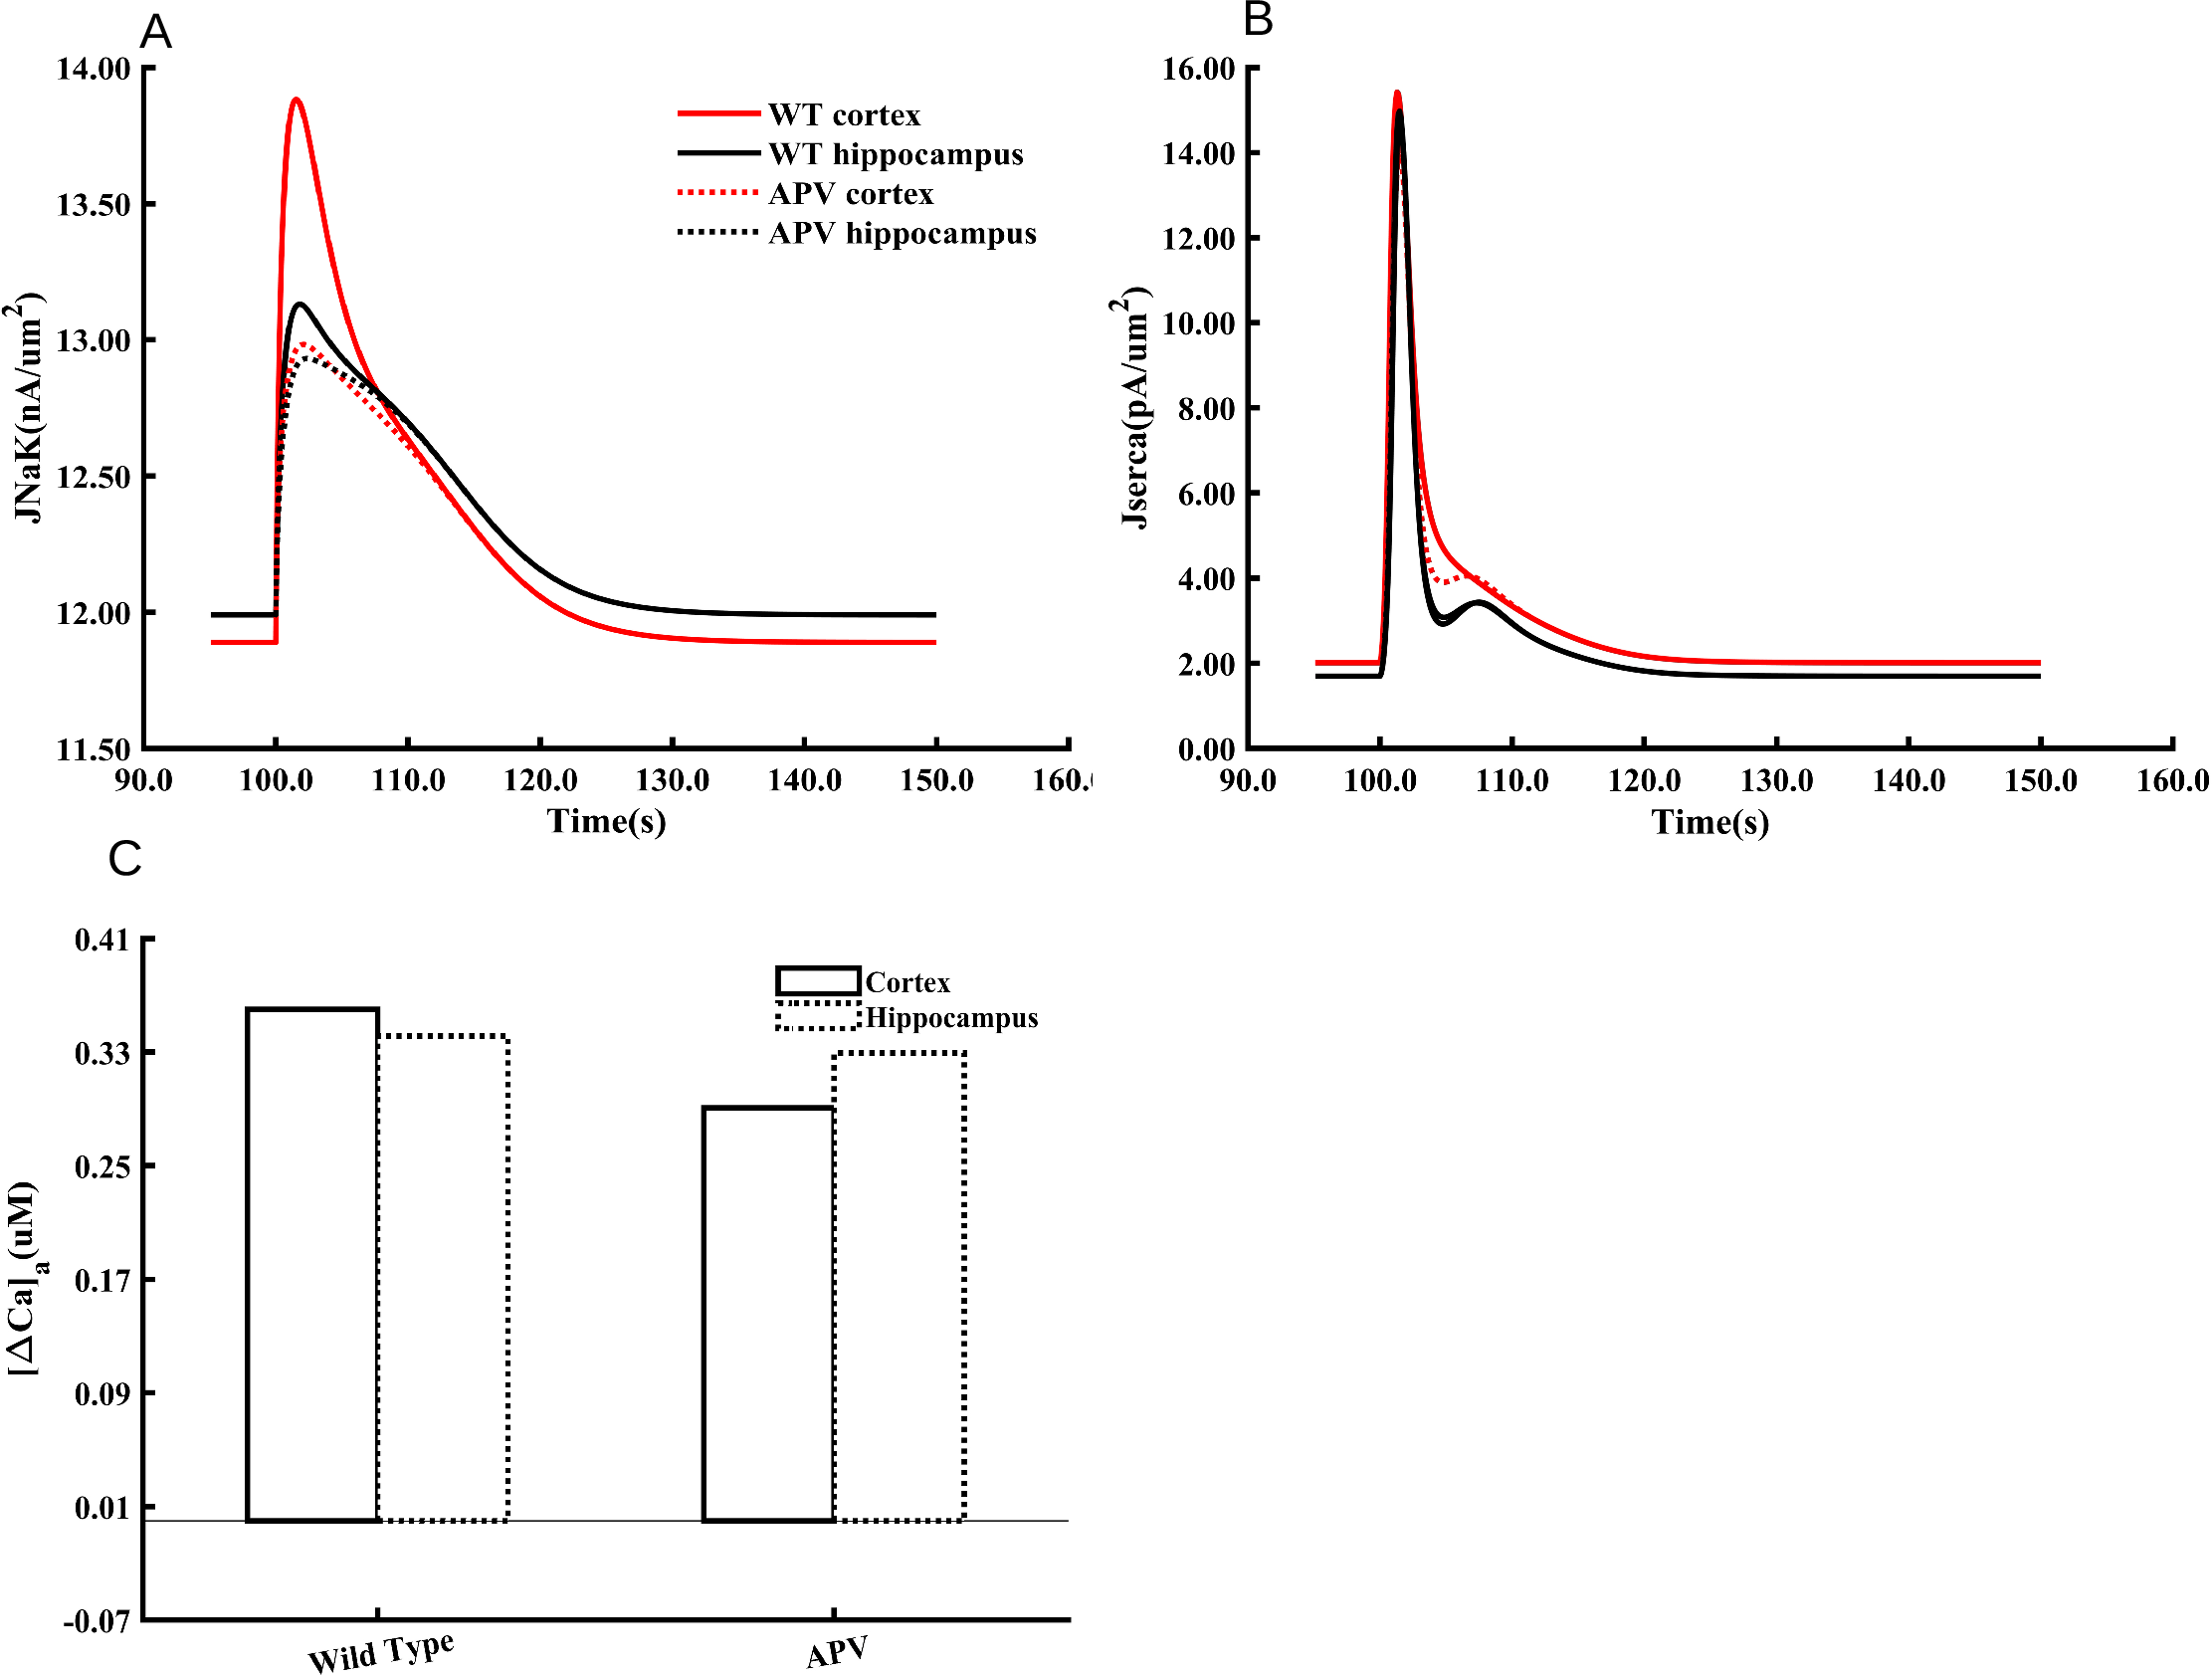 A
14.00
13.50
13.00
12.50
12.00
11.50
JNaK(nA/um²)
90.0 100.0 110.0 120.0 130.0 140.0 150.0 160.
Time(s)
WT cortex
WT hippocampus
APV cortex
APV hippocampus
B
16.00
14.00
12.00
10.00
8.00
6.00
4.00
2.00
0.00
Jserca(pA/um²)
90.0 100.0 110.0 120.0 130.0 140.0 150.0 160.0
Time(s)
C
0.41
0.33
0.25
0.17
0.09
0.01
-0.07
[ΔCa]a(uM)
Cortex
Hippocampus
Wild Type APV